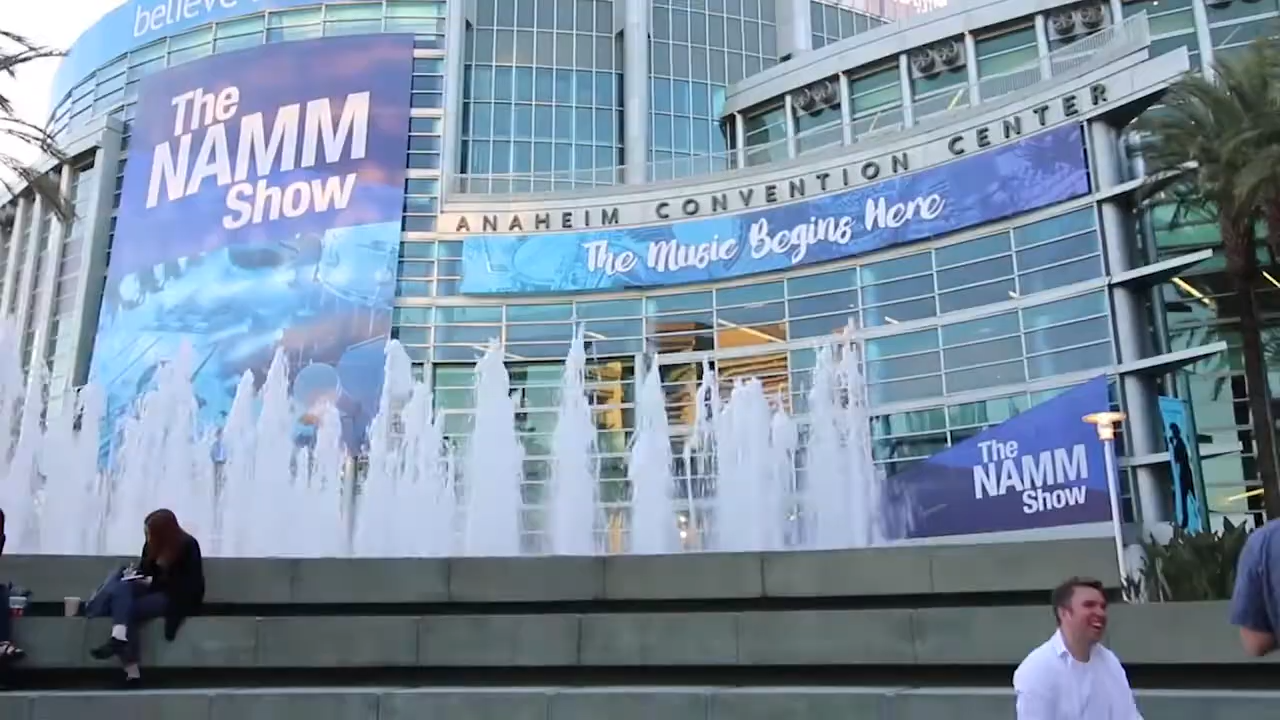 believe
The
NAMM
Show
ANAHEIM CONVENTION CENTER
The Music Begins Here
The
NAMM
Show